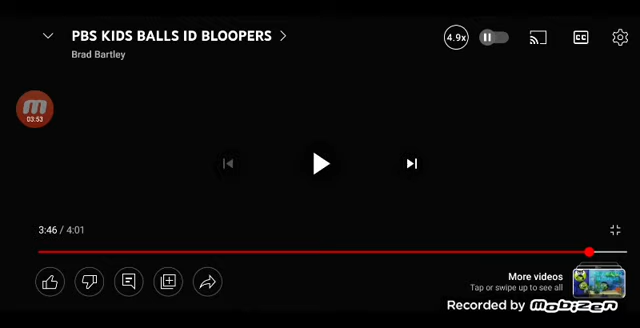 PBS KIDS BALLS ID BLOOPERS
Brad Bartley
4.9x
CC
m
03:53
3:46 / 4:01
More videos
Tap or swipe up to see all
Recorded by Mobizen